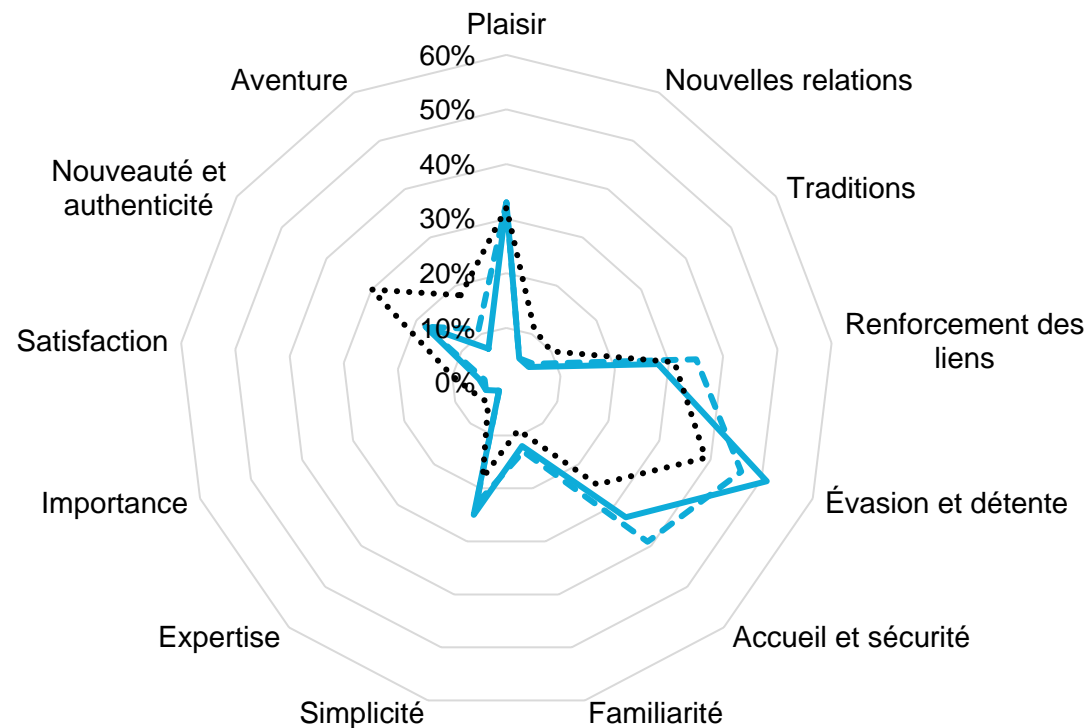 Plaisir
60%
Aventure
Nouvelles relations
50%
40%
Nouveauté et
authenticité
Traditions
30%
20%
10%
Satisfaction
Renforcement des
liens
0%
Importance
Évasion et détente
Expertise
Accueil et sécurité
Simplicité
Familiarité